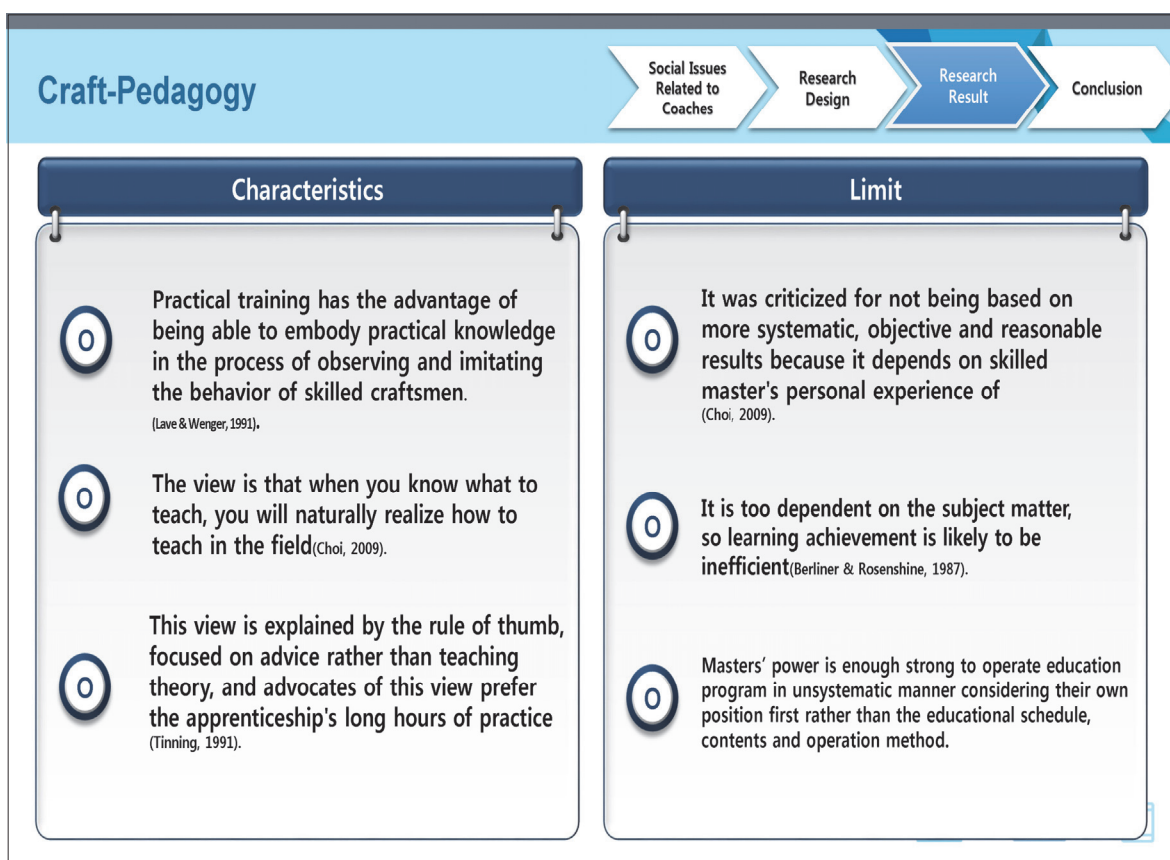 Craft-Pedagogy
Social Issues
Related to
Coaches
Research
Design
Research
Result
Conclusion
Characteristics
Practical training has the advantage of
being able to embody practical knowledge
in the process of observing and imitating
the behavior of skilled craftsmen.
(Lave & Wenger, 1991).
The view is that when you know what to
teach, you will naturally realize how to
teach in the field(Choi, 2009).
This view is explained by the rule of thumb,
focused on advice rather than teaching
theory, and advocates of this view prefer
the apprenticeship's long hours of practice
(Tinning, 1991).
Limit
It was criticized for not being based on
more systematic, objective and reasonable
results because it depends on skilled
master's personal experience of
(Choi, 2009).
It is too dependent on the subject matter,
so learning achievement is likely to be
inefficient(Berliner & Rosenshine, 1987).
Masters' power is enough strong to operate education
program in unsystematic manner considering their own
position first rather than the educational schedule,
contents and operation method.